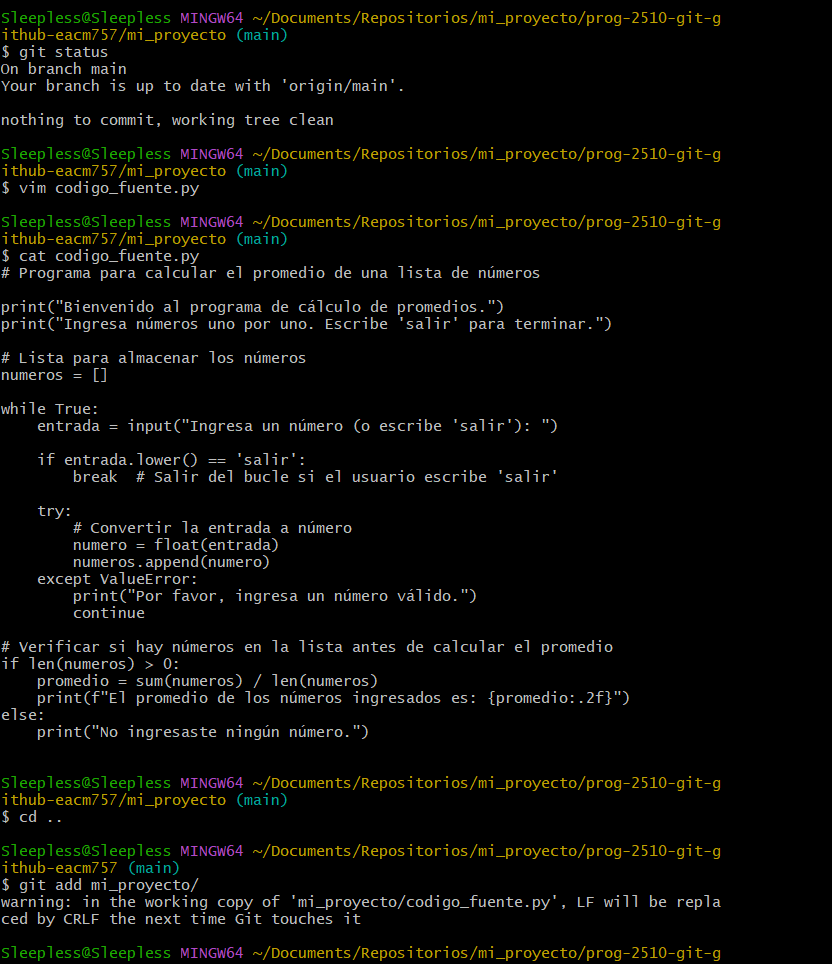 Sleepless@Sleepless MINGW64 ~/Documents/Repositorios/mi_proyecto/prog-2510-git-g
ithub-eacm757/mi_proyecto (main)
$ git status
On branch main
Your branch is up to date with 'origin/main'.

nothing to commit, working tree clean

Sleepless@Sleepless MINGW64 ~/Documents/Repositorios/mi_proyecto/prog-2510-git-g
ithub-eacm757/mi_proyecto (main)
$ vim codigo_fuente.py

Sleepless@Sleepless MINGW64 ~/Documents/Repositorios/mi_proyecto/prog-2510-git-g
ithub-eacm757/mi_proyecto (main)
$ cat codigo_fuente.py
# Programa para calcular el promedio de una lista de números

print("Bienvenido al programa de cálculo de promedios.")
print("Ingresa números uno por uno. Escribe 'salir' para terminar.")

# Lista para almacenar los números
numeros = []

while True:
    entrada = input("Ingresa un número (o escribe 'salir'): ")

    if entrada.lower() == 'salir':
        break  # Salir del bucle si el usuario escribe 'salir'

    try:
        # Convertir la entrada a número
        numero = float(entrada)
        numeros.append(numero)
    except ValueError:
        print("Por favor, ingresa un número válido.")
        continue

# Verificar si hay números en la lista antes de calcular el promedio
if len(numeros) > 0:
    promedio = sum(numeros) / len(numeros)
    print(f"El promedio de los números ingresados es: {promedio:.2f}")
else:
    print("No ingresaste ningún número.")


Sleepless@Sleepless MINGW64 ~/Documents/Repositorios/mi_proyecto/prog-2510-git-g
ithub-eacm757/mi_proyecto (main)
$ cd ..

Sleepless@Sleepless MINGW64 ~/Documents/Repositorios/mi_proyecto/prog-2510-git-g
ithub-eacm757 (main)
$ git add mi_proyecto/
warning: in the working copy of 'mi_proyecto/codigo_fuente.py', LF will be repla
ced by CRLF the next time Git touches it

Sleepless@Sleepless MINGW64 ~/Documents/Repositorios/mi_proyecto/prog-2510-git-g